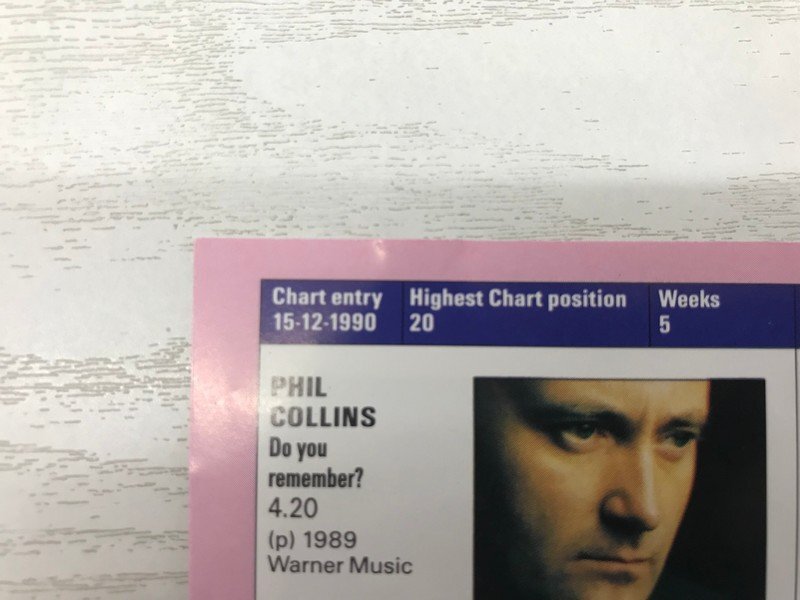 Chart entry
15-12-1990
Highest Chart position
20
Weeks
5
PHIL
COLLINS
Do you
remember?
4.20
(p) 1989
Warner Music